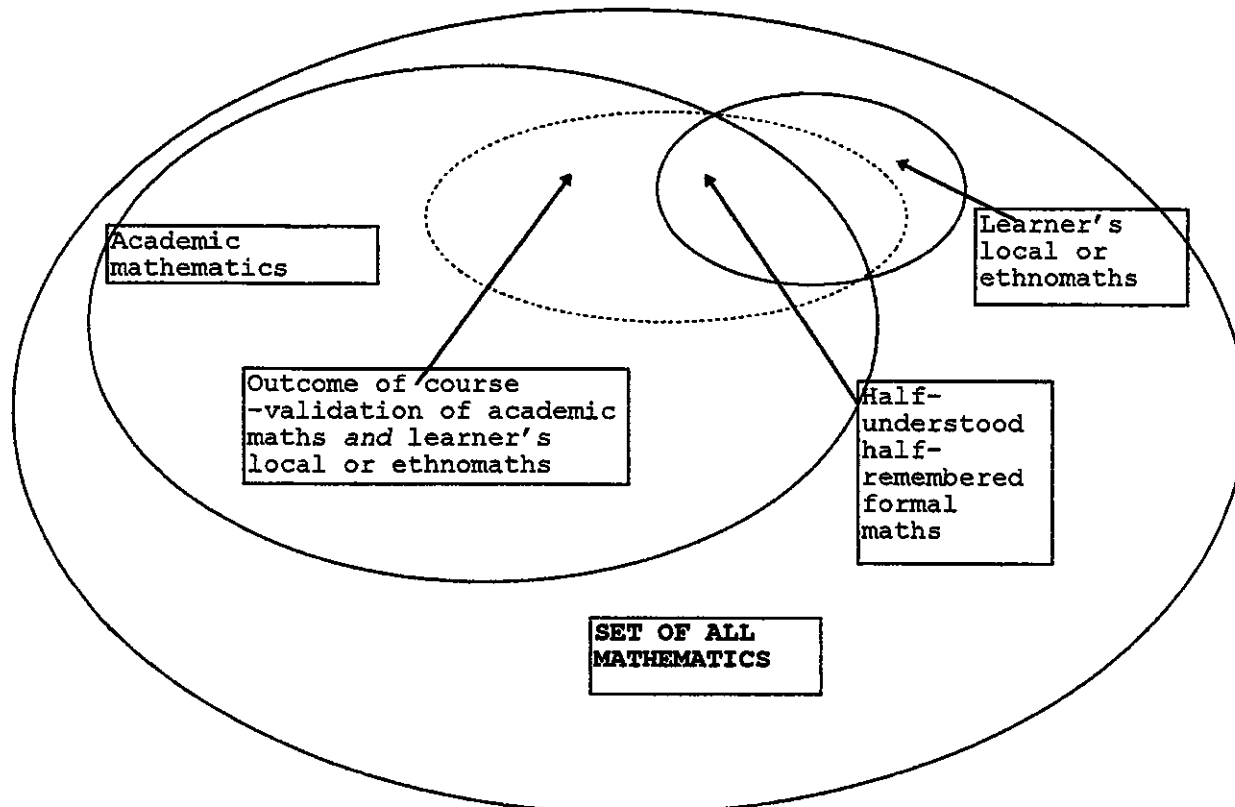 Academic
mathematics
Learner's
local or
ethnomaths
Outcome of course
-validation of academic
maths and learner's
local or ethnomaths
Half-
understood
half-
remembered
formal
maths
SET OF ALL
MATHEMATICS